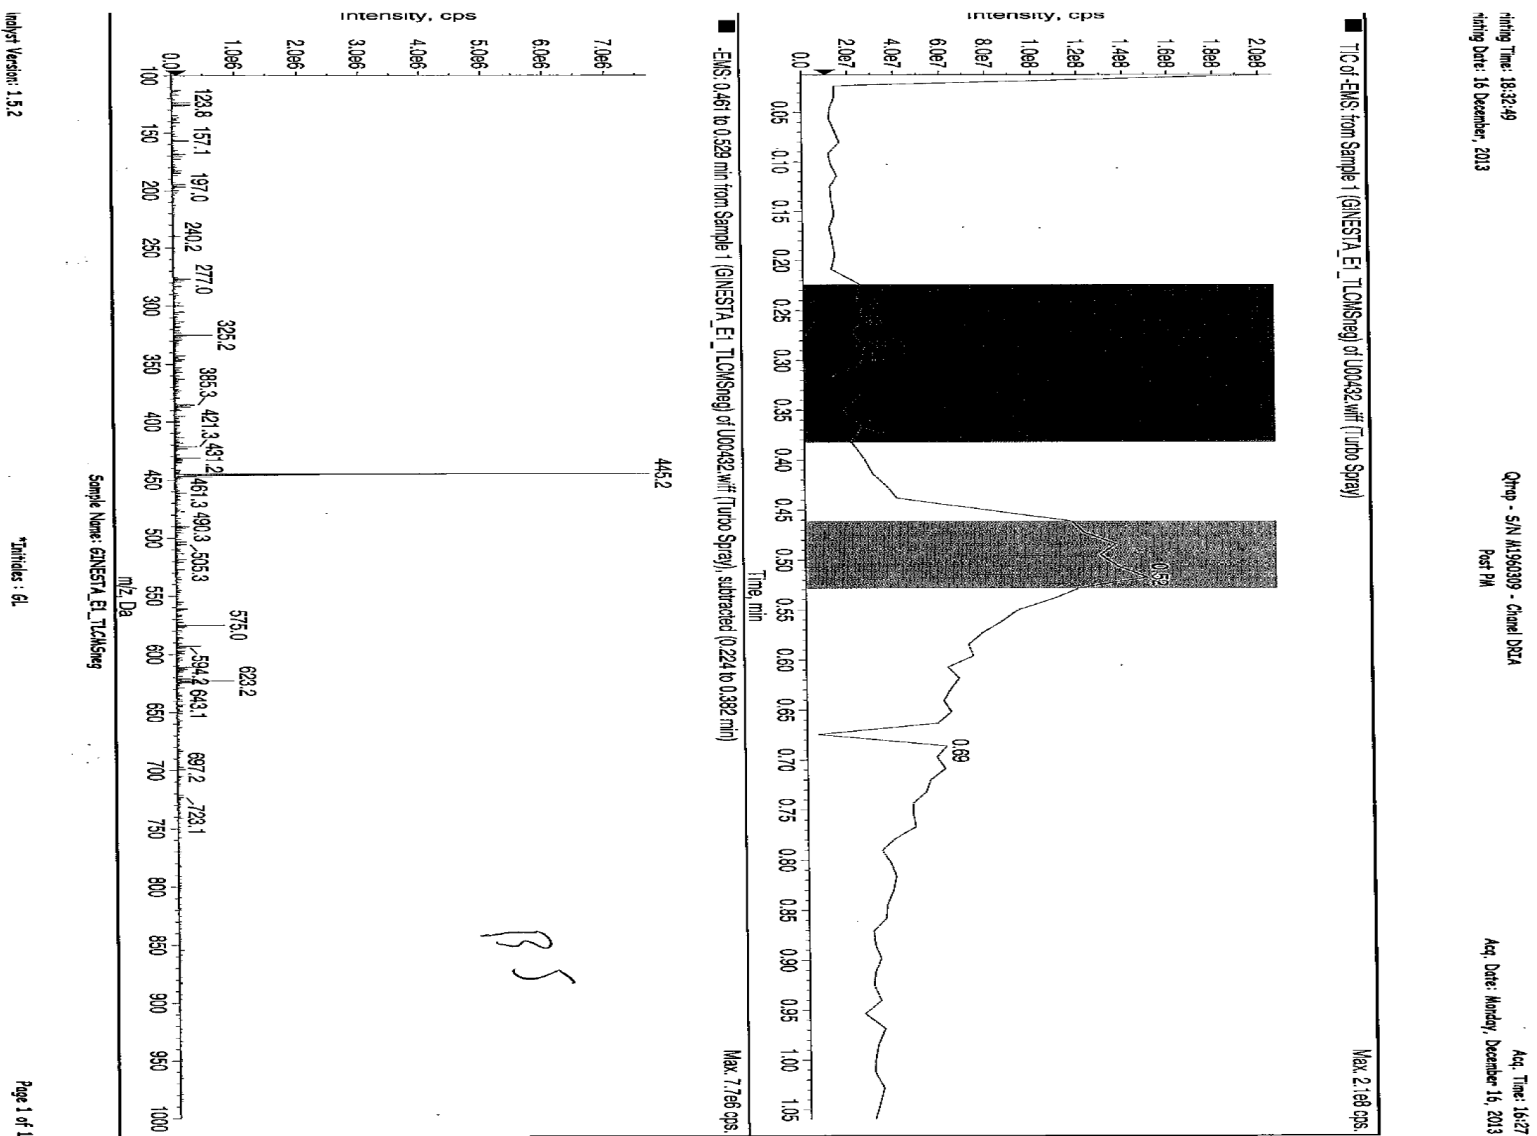 rinting Time: 18:32:49
rinting Date: 16 December, 2013
Qtrap - S/N M1960309 - Chanel DRIA
Post PM
Acq. Time: 16:27
Acq. Date: Monday, December 16, 2013
TIC of -EMS: from Sample 1 (GINESTA_E1_TLCMSneg) of U00432.wiff (Turbo Spray)
Max. 2.1e8 cps.
Intensity, cps
2.0e8
1.8e8
1.6e8
1.4e8
1.2e8
1.0e8
8.0e7
6.0e7
4.0e7
2.0e7
0.0
0.52
0.69
0.05 0.10 0.15 0.20 0.25 0.30 0.35 0.40 0.45 0.50 0.55 0.60 0.65 0.70 0.75 0.80 0.85 0.90 0.95 1.00 1.05
Time, min
-EMS: 0.461 to 0.529 min from Sample 1 (GINESTA_E1_TLCMSneg) of U00432.wiff (Turbo Spray), subtracted (0.224 to 0.382 min)
Max. 7.7e6 cps.
Intensity, cps
7.0e6
6.0e6
5.0e6
4.0e6
3.0e6
2.0e6
1.0e6
0.0
445.2
623.2
575.0
325.2
123.8 157.1 197.0 240.2 277.0 385.3 421.3 431.2 461.3 490.3 505.3 594.2 643.1 697.2 723.1
100 150 200 250 300 350 400 450 500 550 600 650 700 750 800 850 900 950 1000
m/z, Da
Sample Name: GINESTA_E1_TLCMSneg
Analyst Version: 1.5.2
*Initiales : GL
Page 1 of 1